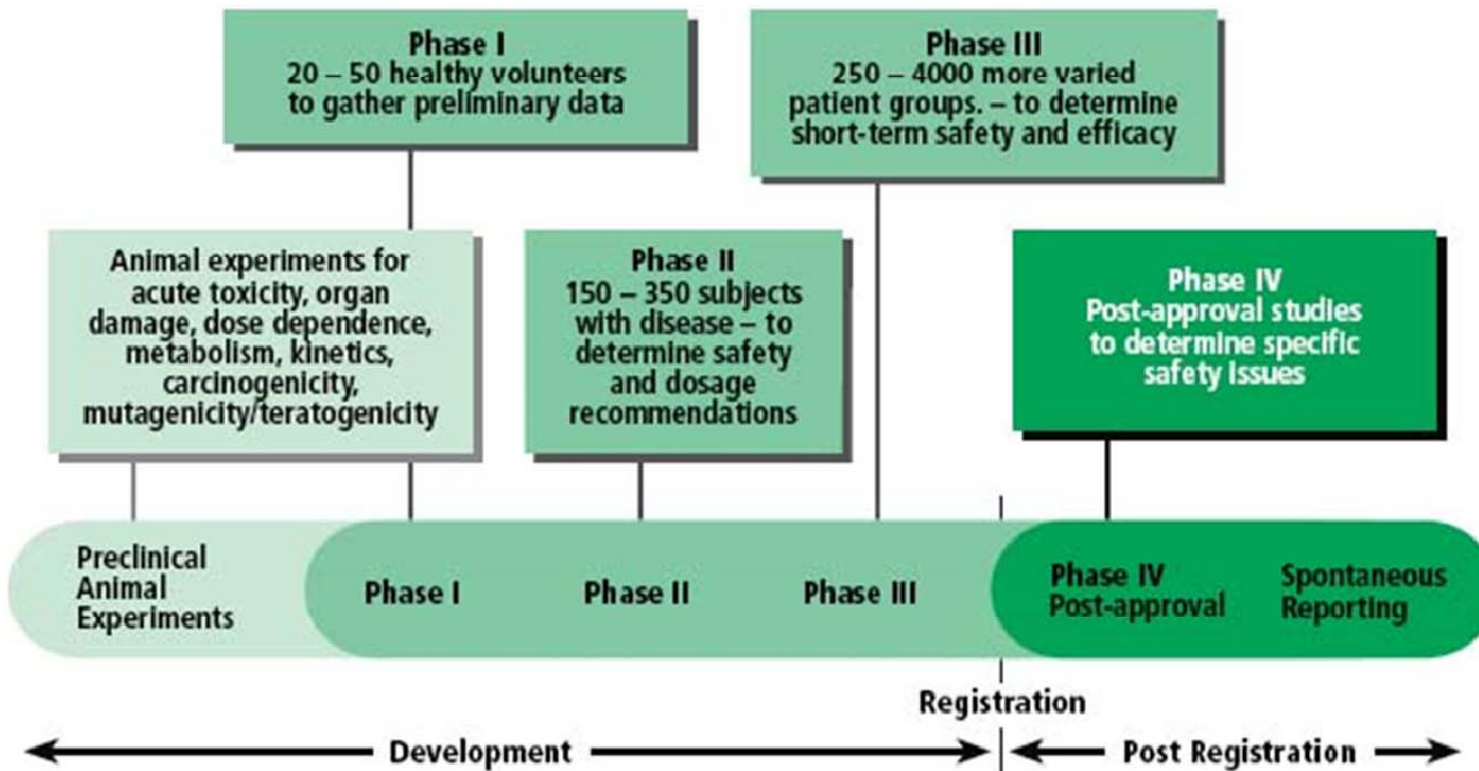 Phase I
20 – 50 healthy volunteers
to gather preliminary data
Phase III
250 – 4000 more varied
patient groups. – to determine
short-term safety and efficacy
Animal experiments for
acute toxicity, organ
damage, dose dependence,
metabolism, kinetics,
carcinogenicity,
mutagenicity/teratogenicity
Phase II
150 – 350 subjects
with disease – to
determine safety
and dosage
recommendations
Phase IV
Post-approval studies
to determine specific
safety issues
Preclinical
Animal
Experiments
Phase I
Phase II
Phase III
Phase IV
Post-approval
Spontaneous
Reporting
Registration
Development
Post Registration